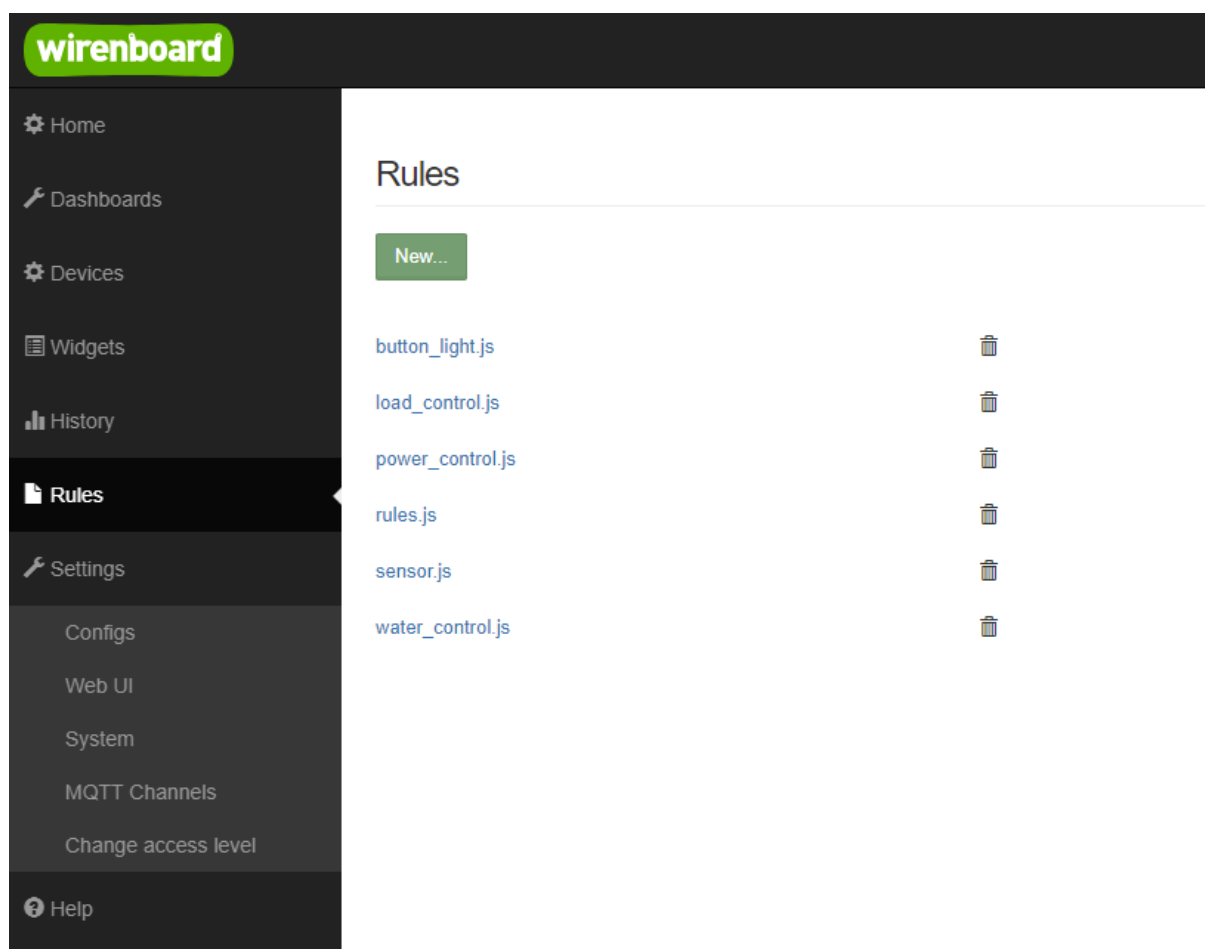 wirenboard
Home
Dashboards
Devices
Widgets
History
Rules
Settings
Configs
Web UI
System
MQTT Channels
Change access level
Help
Rules
New...
button_light.js
load_control.js
power_control.js
rules.js
sensor.js
water_control.js